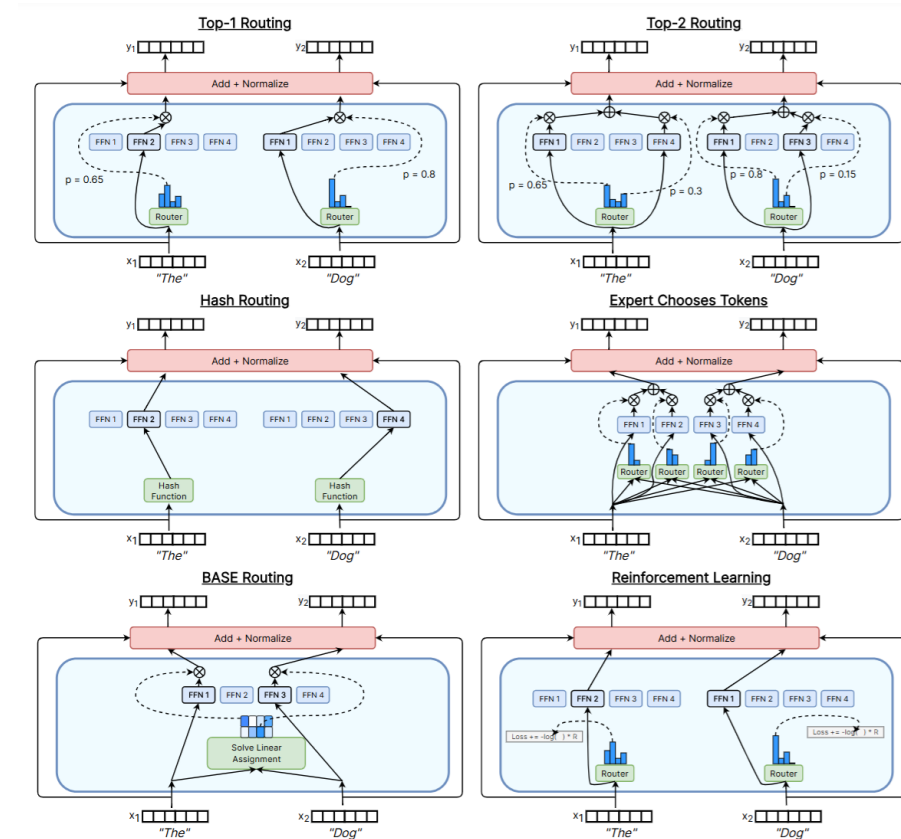 Top-1 Routing
y1 y2
Add + Normalize
FFN 1 FFN 2 FFN 3 FFN 4 FFN 1 FFN 2 FFN 3 FFN 4
p = 0.65 p = 0.8
Router Router
x1 x2
"The" "Dog"
Top-2 Routing
y1 y2
Add + Normalize
FFN 1 FFN 2 FFN 3 FFN 4 FFN 1 FFN 2 FFN 3 FFN 4
p = 0.65 p = 0.3 p = 0.8 p = 0.15
Router Router
x1 x2
"The" "Dog"
Hash Routing
y1 y2
Add + Normalize
FFN 1 FFN 2 FFN 3 FFN 4 FFN 1 FFN 2 FFN 3 FFN 4
Hash Hash
Function Function
x1 x2
"The" "Dog"
Expert Chooses Tokens
y1 y2
Add + Normalize
FFN 1 FFN 2 FFN 3 FFN 4
Router Router Router Router
x1 x2
"The" "Dog"
BASE Routing
y1 y2
Add + Normalize
FFN 1 FFN 2 FFN 3 FFN 4
Solve Linear
Assignment
x1 x2
"The" "Dog"
Reinforcement Learning
y1 y2
Add + Normalize
FFN 1 FFN 2 FFN 3 FFN 4 FFN 1 FFN 2 FFN 3 FFN 4
Loss += -log( ) * R Loss += -log( ) * R
Router Router
x1 x2
"The" "Dog"